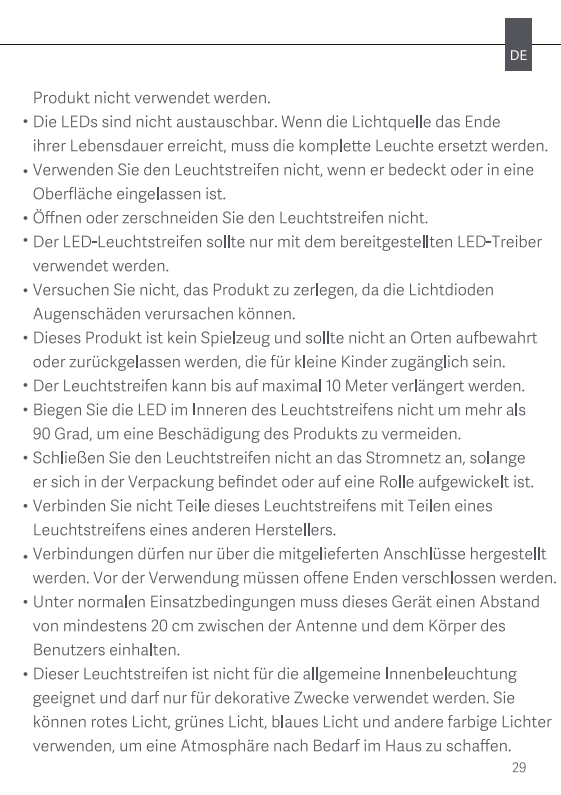 DE
Produkt nicht verwendet werden.
• Die LEDs sind nicht austauschbar. Wenn die Lichtquelle das Ende
ihrer Lebensdauer erreicht, muss die komplette Leuchte ersetzt werden.
• Verwenden Sie den Leuchtstreifen nicht, wenn er bedeckt oder in eine
Oberfläche eingelassen ist.
• Öffnen oder zerschneiden Sie den Leuchtstreifen nicht.
• Der LED-Leuchtstreifen sollte nur mit dem bereitgestellten LED-Treiber
verwendet werden.
• Versuchen Sie nicht, das Produkt zu zerlegen, da die Lichtdioden
Augenschäden verursachen können.
• Dieses Produkt ist kein Spielzeug und sollte nicht an Orten aufbewahrt
oder zurückgelassen werden, die für kleine Kinder zugänglich sein.
• Der Leuchtstreifen kann bis auf maximal 10 Meter verlängert werden.
• Biegen Sie die LED im Inneren des Leuchtstreifens nicht um mehr als
90 Grad, um eine Beschädigung des Produkts zu vermeiden.
• Schließen Sie den Leuchtstreifen nicht an das Stromnetz an, solange
er sich in der Verpackung befindet oder auf eine Rolle aufgewickelt ist.
• Verbinden Sie nicht Teile dieses Leuchtstreifens mit Teilen eines
Leuchtstreifens eines anderen Herstellers.
• Verbindungen dürfen nur über die mitgelieferten Anschlüsse hergestellt
werden. Vor der Verwendung müssen offene Enden verschlossen werden.
• Unter normalen Einsatzbedingungen muss dieses Gerät einen Abstand
von mindestens 20 cm zwischen der Antenne und dem Körper des
Benutzers einhalten.
• Dieser Leuchtstreifen ist nicht für die allgemeine Innenbeleuchtung
geeignet und darf nur für dekorative Zwecke verwendet werden. Sie
können rotes Licht, grünes Licht, blaues Licht und andere farbige Lichter
verwenden, um eine Atmosphäre nach Bedarf im Haus zu schaffen.
29